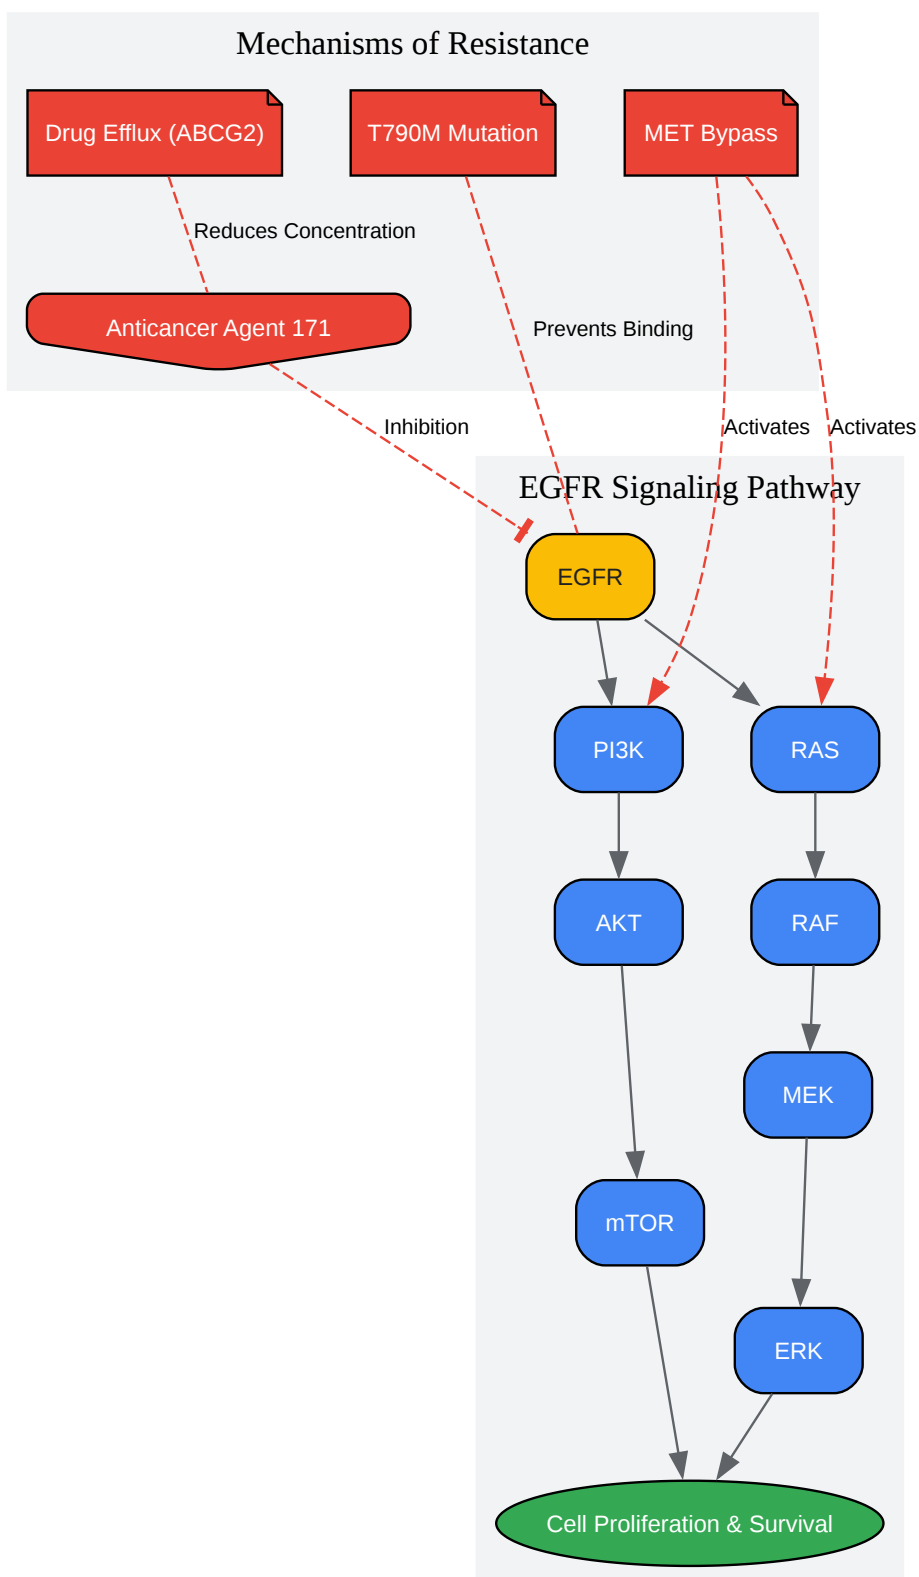 Mechanisms of Resistance
Drug Efflux (ABCG2)
T790M Mutation
MET Bypass
Reduces Concentration
Anticancer Agent 171
Prevents Binding
Inhibition
Activates
Activates
EGFR Signaling Pathway
EGFR
PI3K
RAS
AKT
RAF
MEK
mTOR
ERK
Cell Proliferation & Survival